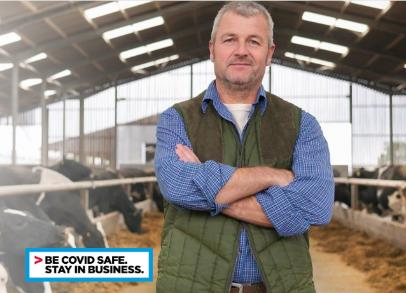 > BE COVID SAFE.
STAY IN BUSINESS.